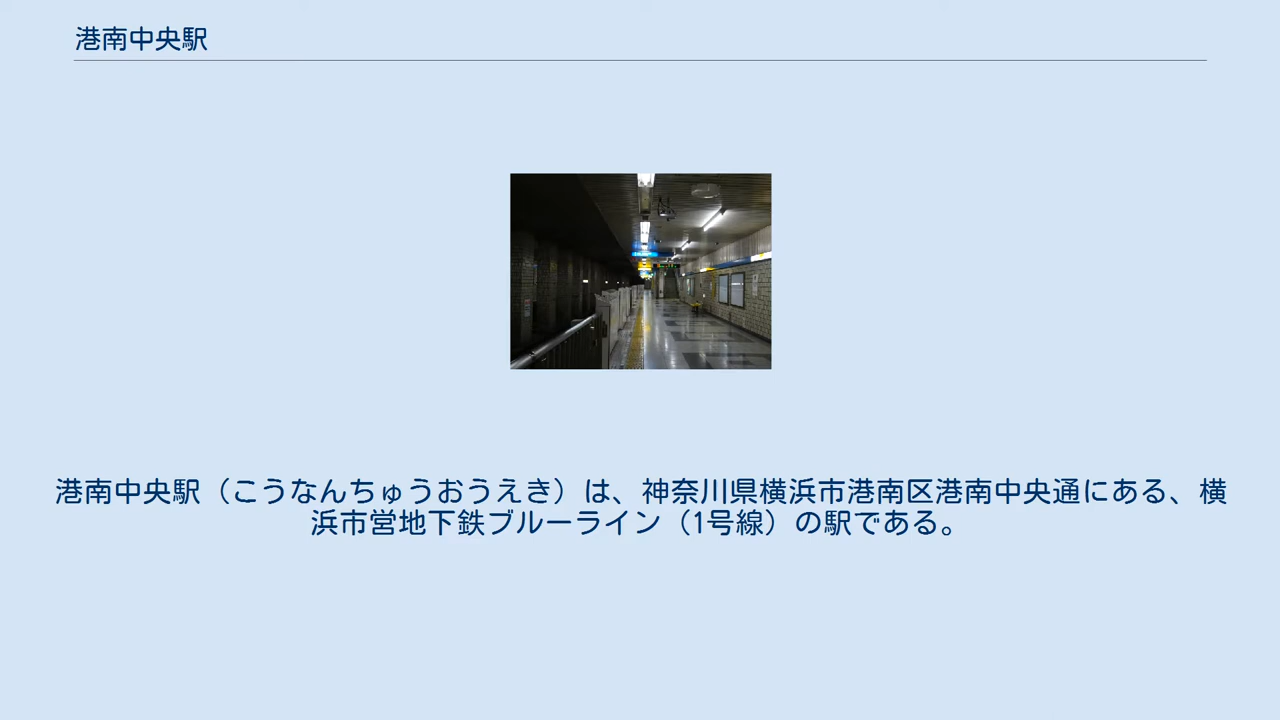 港南中央駅
港南中央駅（こうなんちゅうおうえき）は、神奈川県横浜市港南区港南中央通にある、横
浜市営地下鉄ブルーライン（1号線）の駅である。